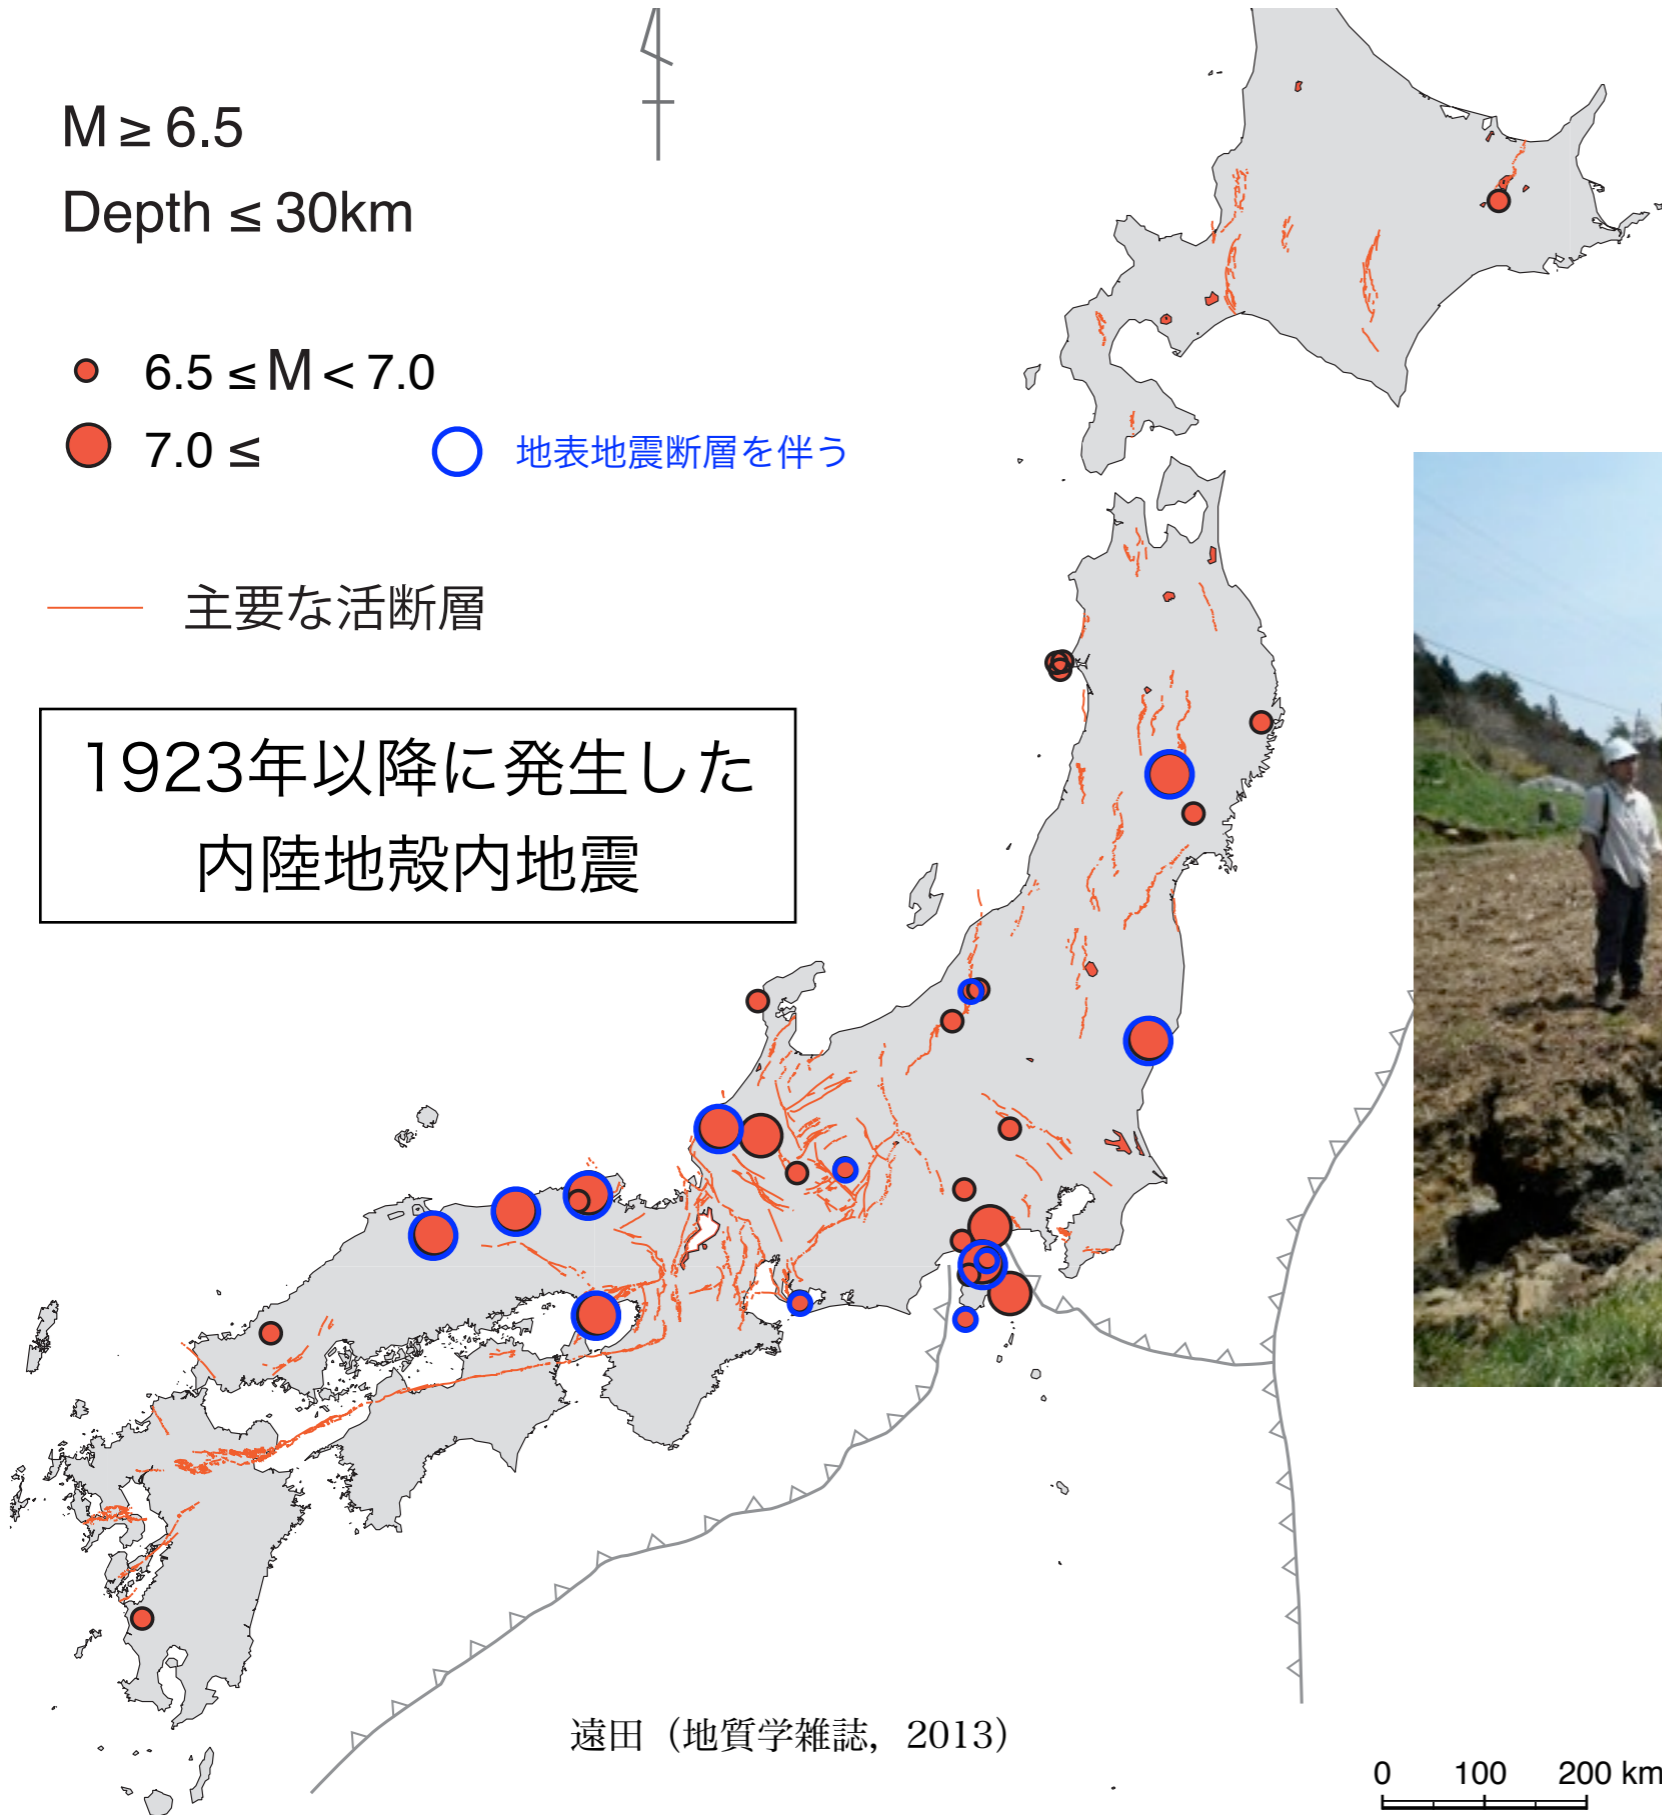 M ≥ 6.5
Depth ≤ 30km
6.5 ≤ M < 7.0
7.0 ≤
地表地震断層を伴う
主要な活断層
1923年以降に発生した
内陸地殻内地震
遠田（地質学雑誌, 2013）
0 100 200 km